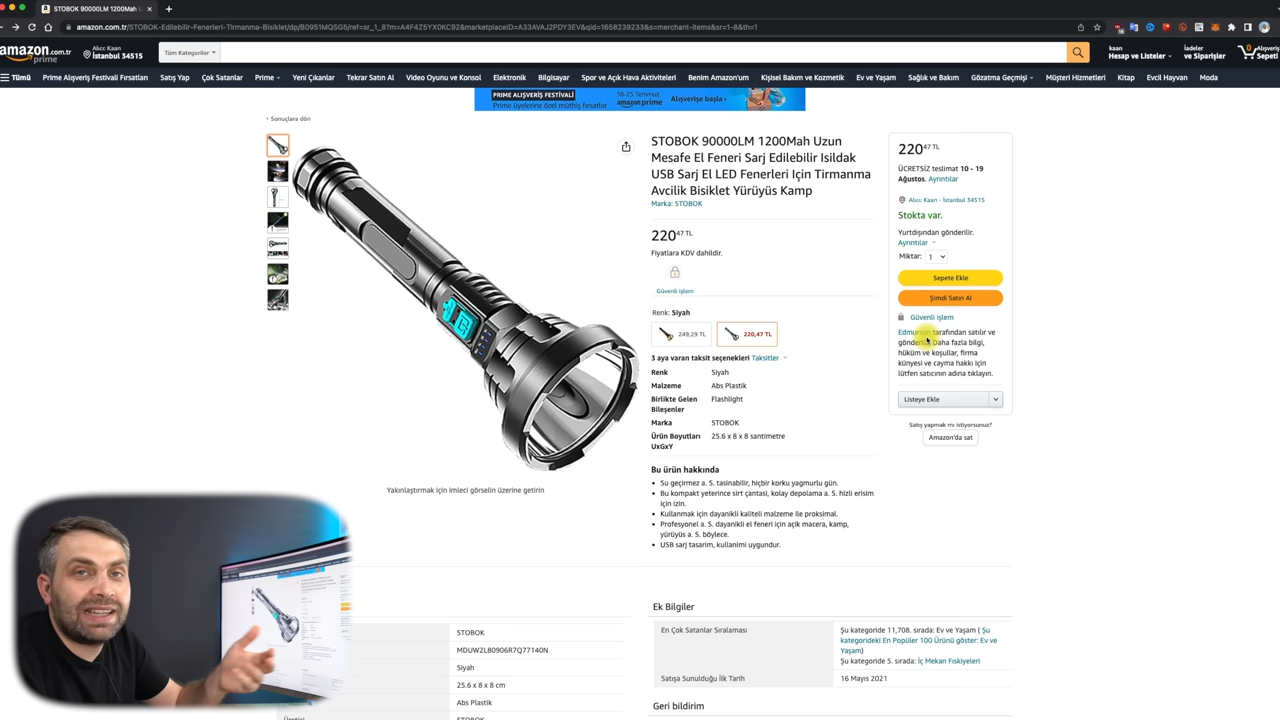 STOBOK 90000LM 1200Mah U
amazon.com.tr/STOBOK-Edilebilir-Fenerleri-Tirmanma-Bisiklet/dp/B0951MQSG5/ref=sr_1_8?m=A4F4Z5YX0KC92&marketplaceID=A33AVAJ2PDY3EV&qid=1658239233&s=merchant-items&sr=1-8&th=1
amazon.com.tr
prime
Alıcı: Kaan
İstanbul 34515
Tüm Kategoriler
kaan
Hesap ve Listeler
İadeler
ve Siparişler
0
Alışveriş
Sepeti
Tümü Prime Alışveriş Festivali Fırsatları Satış Yap Çok Satanlar Prime Yeni Çıkanlar Tekrar Satın Al Video Oyunu ve Konsol Elektronik Bilgisayar Spor ve Açık Hava Aktiviteleri Benim Amazon'um Kişisel Bakım ve Kozmetik Ev ve Yaşam Sağlık ve Bakım Gözatma Geçmişi Müşteri Hizmetleri Kitap Evcil Hayvan Moda
PRIME ALIŞVERİŞ FESTİVALİ
Prime üyelerine özel müthiş fırsatlar
18-25 Temmuz
amazon prime
Alışverişe başla ›
‹ Sonuçlara dön
STOBOK 90000LM 1200Mah Uzun
Mesafe El Feneri Sarj Edilebilir Isildak
USB Sarj El LED Fenerleri Için Tirmanma
Avcilik Bisiklet Yürüyüs Kamp
Marka: STOBOK
220 47 TL
Fiyatlara KDV dahildir.
Güvenli işlem
Renk: Siyah
249,29 TL
220,47 TL
3 aya varan taksit seçenekleri Taksitler
Renk Siyah
Malzeme Abs Plastik
Birlikte Gelen Flashlight
Bileşenler
Marka STOBOK
Ürün Boyutları 25.6 x 8 x 8 santimetre
UxGxY
Yakınlaştırmak için imleci görselin üzerine getirin
Bu ürün hakkında
• Su geçirmez a. S. tasinabilir, hiçbir korku yagmurlu gün.
• Bu kompakt yeterince sirt çantasi, kolay depolama a. S. hizli erisim
için izin.
• Kullanmak için dayanikli kaliteli malzeme ile proksimal.
• Profesyonel a. S. dayanikli el feneri için açik macera, kamp,
yürüyüs a. S. böylece.
• USB sarj tasarim, kullanimi uygundur.
220 47 TL
ÜCRETSİZ teslimat 10 - 19
Ağustos. Ayrıntılar
Alıcı: Kaan - İstanbul 34515
Stokta var.
Yurtdışından gönderilir.
Ayrıntılar
Miktar: 1
Sepete Ekle
Şimdi Satın Al
Güvenli işlem
Edmurson tarafından satılır ve
gönderilir. Daha fazla bilgi,
hüküm ve koşullar, firma
künyesi ve cayma hakkı için
lütfen satıcının adına tıklayın.
Listeye Ekle
Satış yapmak mı istiyorsunuz?
Amazon'da sat
STOBOK
MDUW2L80906R7Q77140N
Siyah
25.6 x 8 x 8 cm
Abs Plastik
Üretici STOBOK
Ek Bilgiler
En Çok Satanlar Sıralaması
Şu kategoride 11,708. sırada: Ev ve Yaşam ( Şu
kategorideki En Popüler 100 Ürünü göster: Ev ve
Yaşam)
Şu kategoride 5. sırada: İç Mekan Fıskiyeleri
Satışa Sunulduğu İlk Tarih 16 Mayıs 2021
Geri bildirim